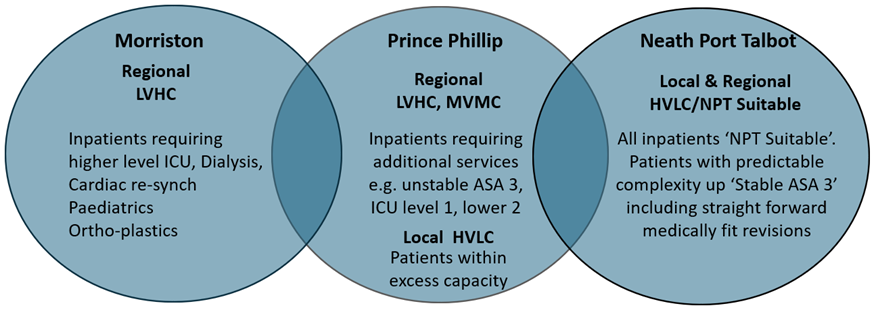 Morriston
Regional
LVHC
Inpatients requiring
higher level ICU, Dialysis,
Cardiac re-synch
Paediatrics
Ortho-plastics
Prince Phillip
Regional
LVHC, MVMC
Inpatients requiring
additional services
e.g. unstable ASA 3,
ICU level 1, lower 2
Local HVLC
Patients within
excess capacity
Neath Port Talbot
Local & Regional
HVLC/NPT Suitable
All inpatients ‘NPT Suitable’.
Patients with predictable
complexity up ‘Stable ASA 3’
including straight forward
medically fit revisions